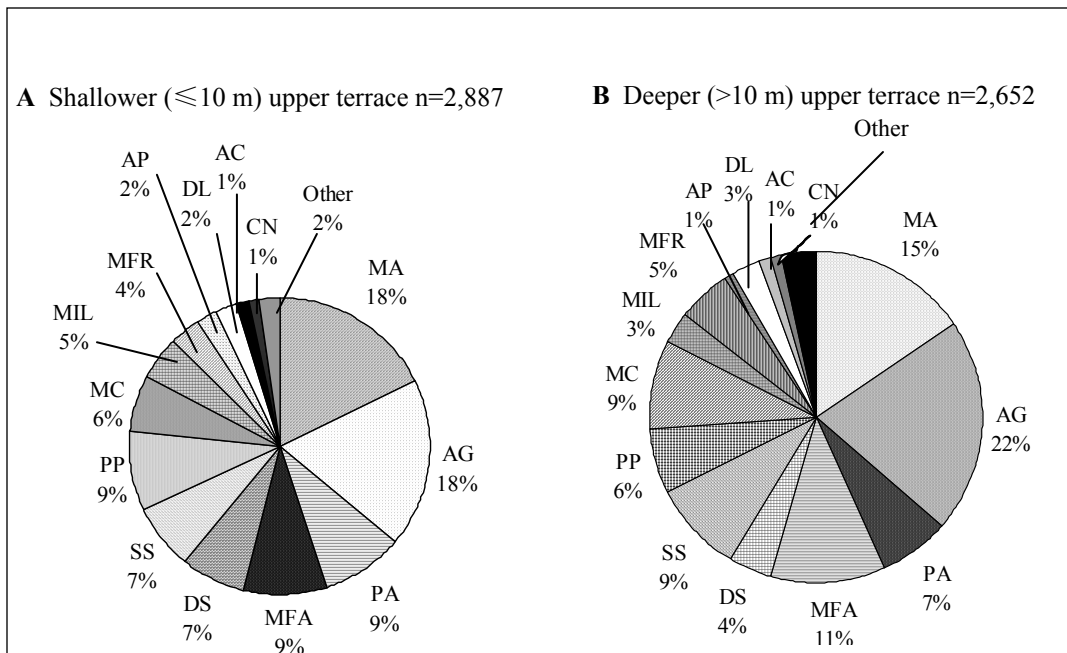 A Shallower (≤10 m) upper terrace n=2,887
AP
2%
DL
2%
AC
1%
CN
1%
Other
2%
MA
18%
AG
18%
PA
9%
MFA
9%
DS
7%
SS
7%
PP
9%
MC
6%
MIL
5%
MFR
4%
B Deeper (>10 m) upper terrace n=2,652
Other
MA
15%
AG
22%
PA
7%
MFA
11%
DS
4%
SS
9%
PP
6%
MC
9%
MIL
3%
MFR
5%
AP
1%
DL
3%
AC
1%
CN
1%